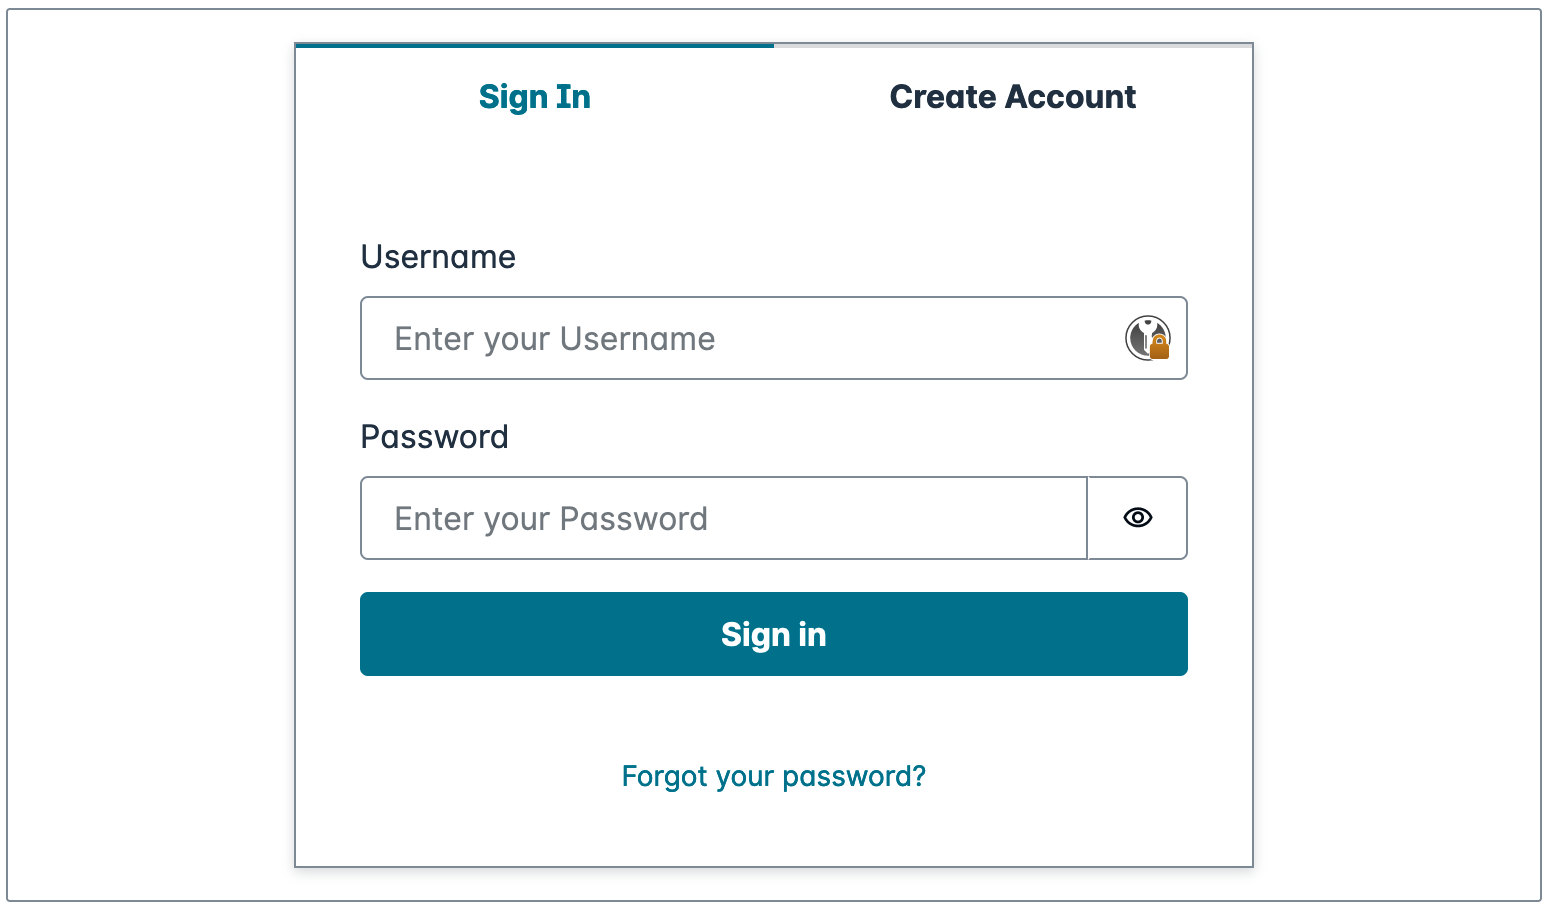 Sign In
Create Account
Username
Enter your Username
Password
Enter your Password
Sign in
Forgot your password?